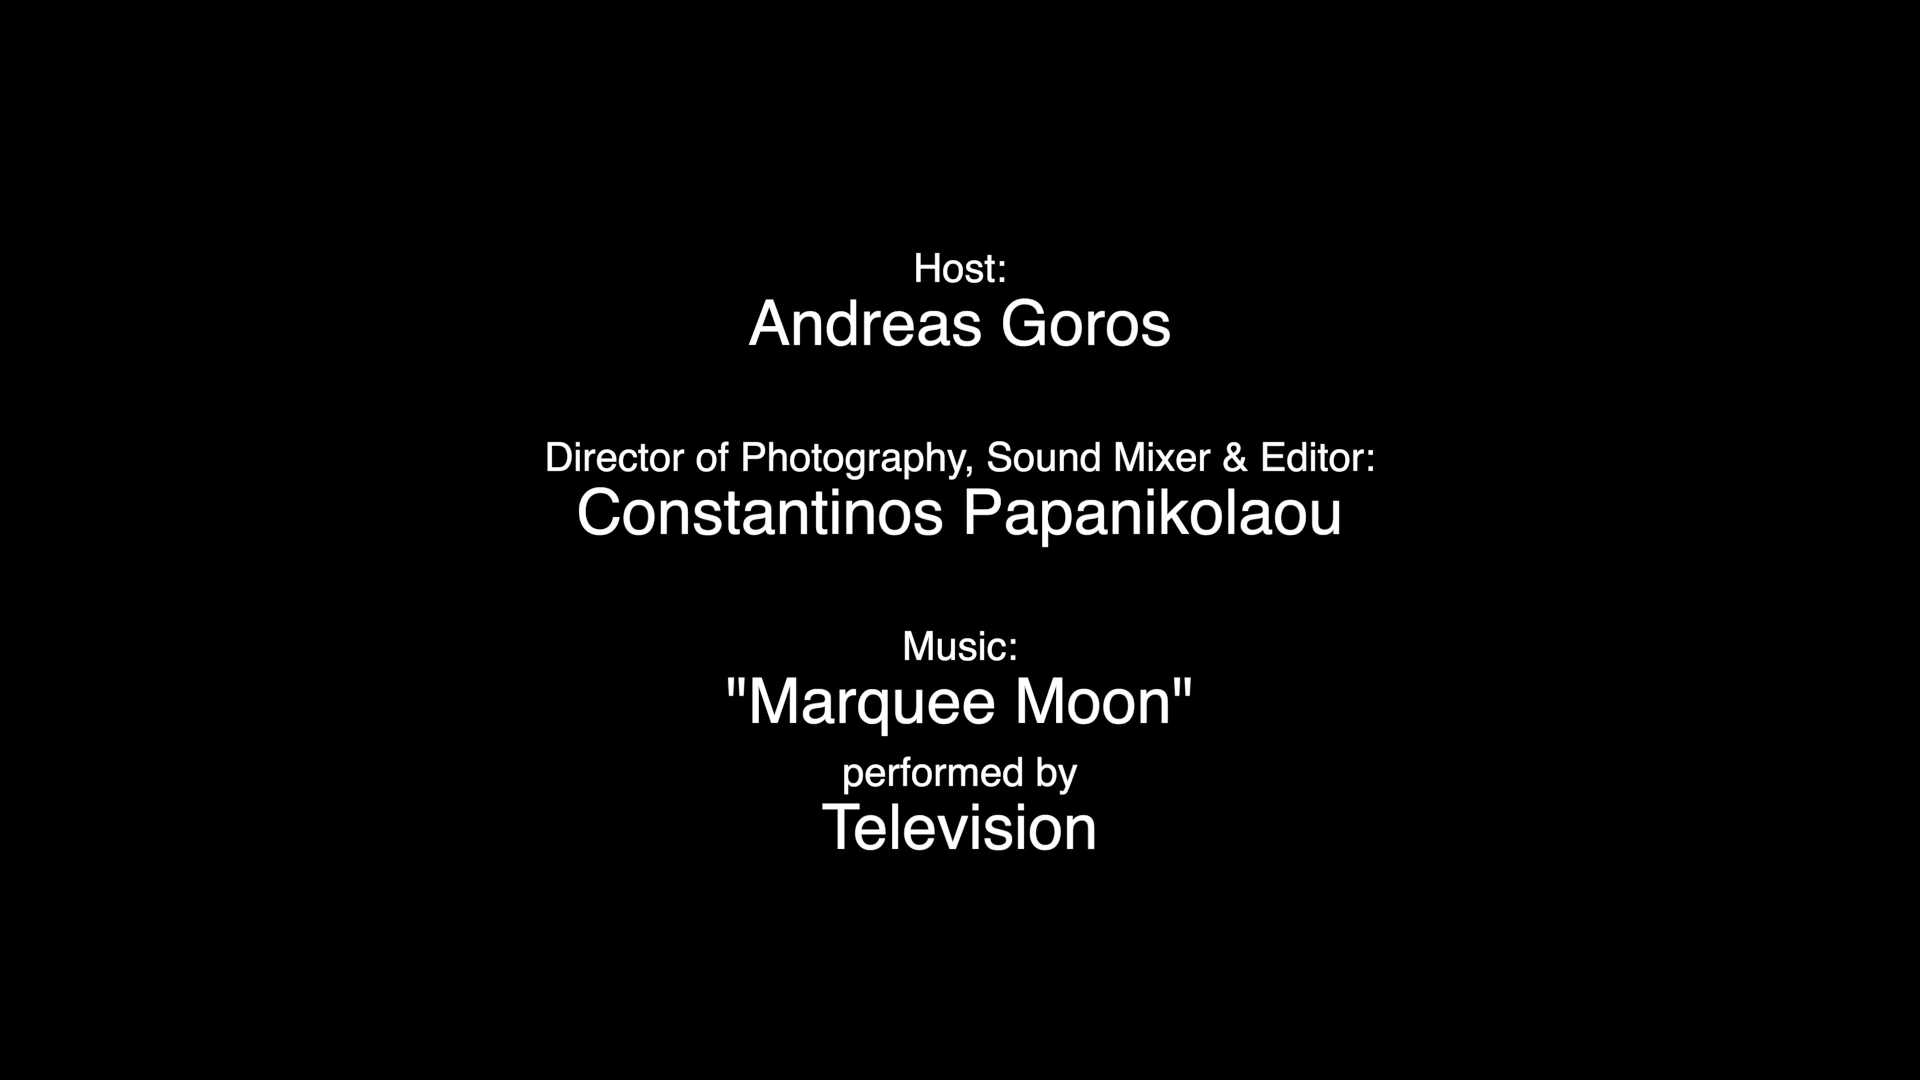 Host:
Andreas Goros
Director of Photography, Sound Mixer & Editor:
Constantinos Papanikolaou
Music:
"Marquee Moon"
performed by
Television